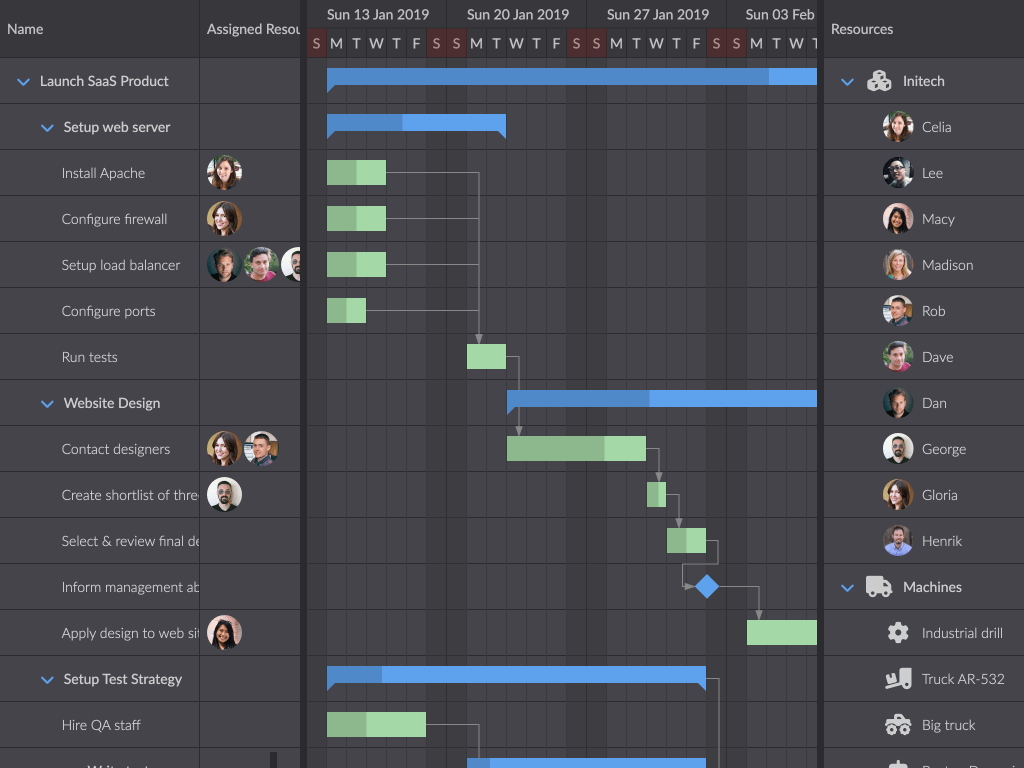 Name
Assigned Resou
Sun 13 Jan 2019
Sun 20 Jan 2019
Sun 27 Jan 2019
Sun 03 Feb
Resources
S M T W T F S S M T W T F S S M T W T F S S M T W T
Launch SaaS Product
Initech
Setup web server
Celia
Install Apache
Lee
Configure firewall
Macy
Setup load balancer
Madison
Configure ports
Rob
Run tests
Dave
Website Design
Dan
Contact designers
George
Create shortlist of thre
Gloria
Select & review final de
Henrik
Inform management ab
Machines
Apply design to web sit
Industrial drill
Setup Test Strategy
Truck AR-532
Hire QA staff
Big truck